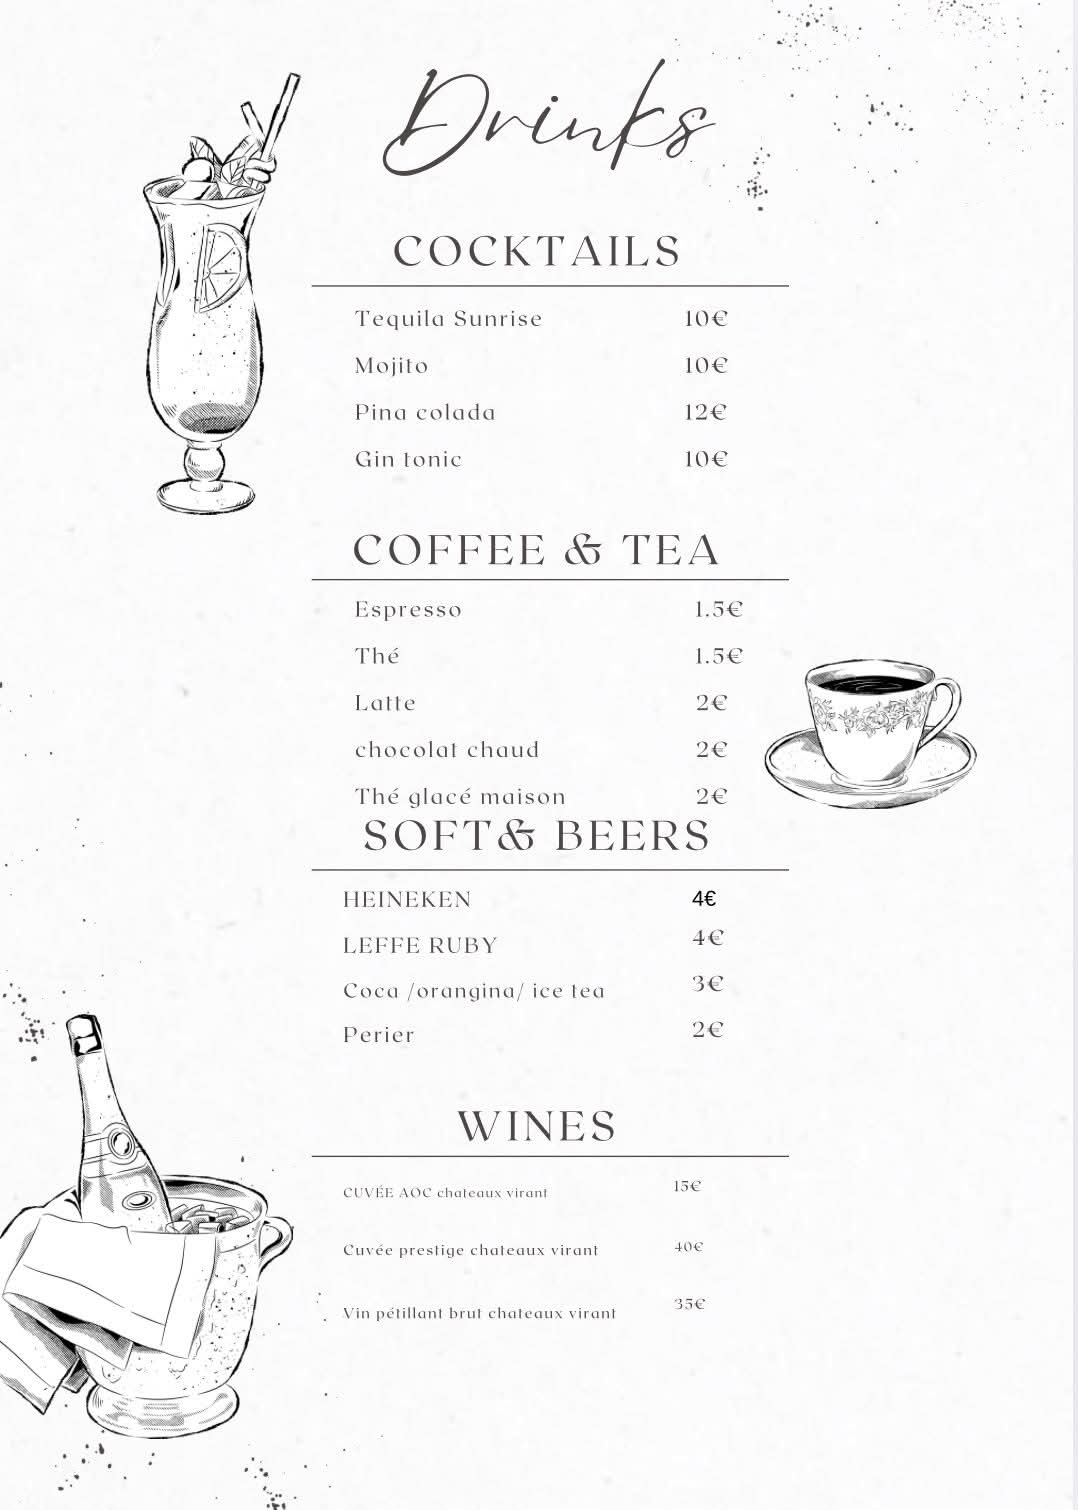 Drinks
COCKTAILS
Tequila Sunrise 10€
Mojito 10€
Pina colada 12€
Gin tonic 10€
COFFEE & TEA
Espresso 1.5€
Thé 1.5€
Latte 2€
chocolat chaud 2€
Thé glacé maison 2€
SOFT& BEERS
HEINEKEN 4€
LEFFE RUBY 4€
Coca /orangina/ ice tea 3€
Perier 2€
WINES
CUVÉE AOC chateaux virant 15€
Cuvée prestige chateaux virant 40€
Vin pétillant brut chateaux virant 35€